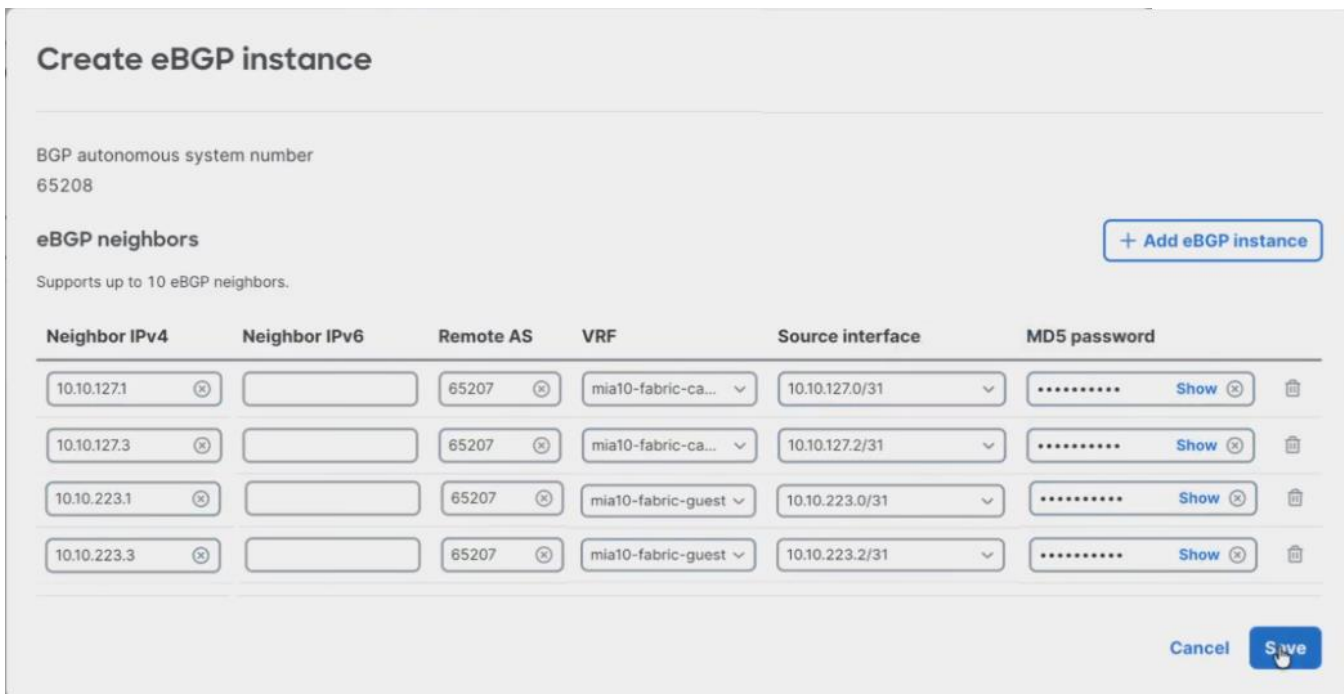 Create eBGP instance
BGP autonomous system number
65208
eBGP neighbors
+ Add eBGP instance
Supports up to 10 eBGP neighbors.
Neighbor IPv4 Neighbor IPv6 Remote AS VRF Source interface MD5 password
10.10.127.1 65207 mia10-fabric-ca... 10.10.127.0/31 •••••••••• Show
10.10.127.3 65207 mia10-fabric-ca... 10.10.127.2/31 •••••••••• Show
10.10.223.1 65207 mia10-fabric-guest 10.10.223.0/31 •••••••••• Show
10.10.223.3 65207 mia10-fabric-guest 10.10.223.2/31 •••••••••• Show
Cancel Save